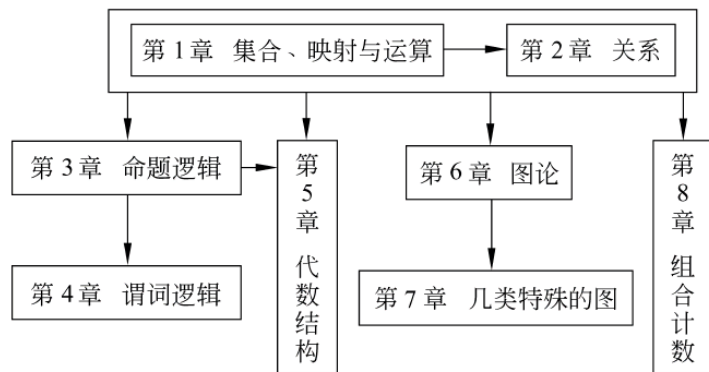 第1章 集合、映射与运算
第2章 关系
第3章 命题逻辑
第5章 代数结构
第6章 图论
第8章 组合计数
第4章 谓词逻辑
第7章 几类特殊的图